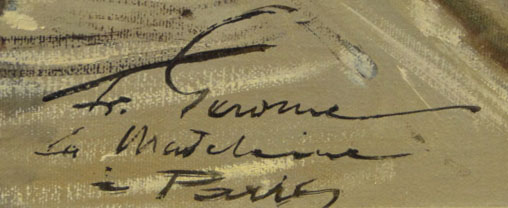 Fr. Gerome
La Madeleine
à Paris